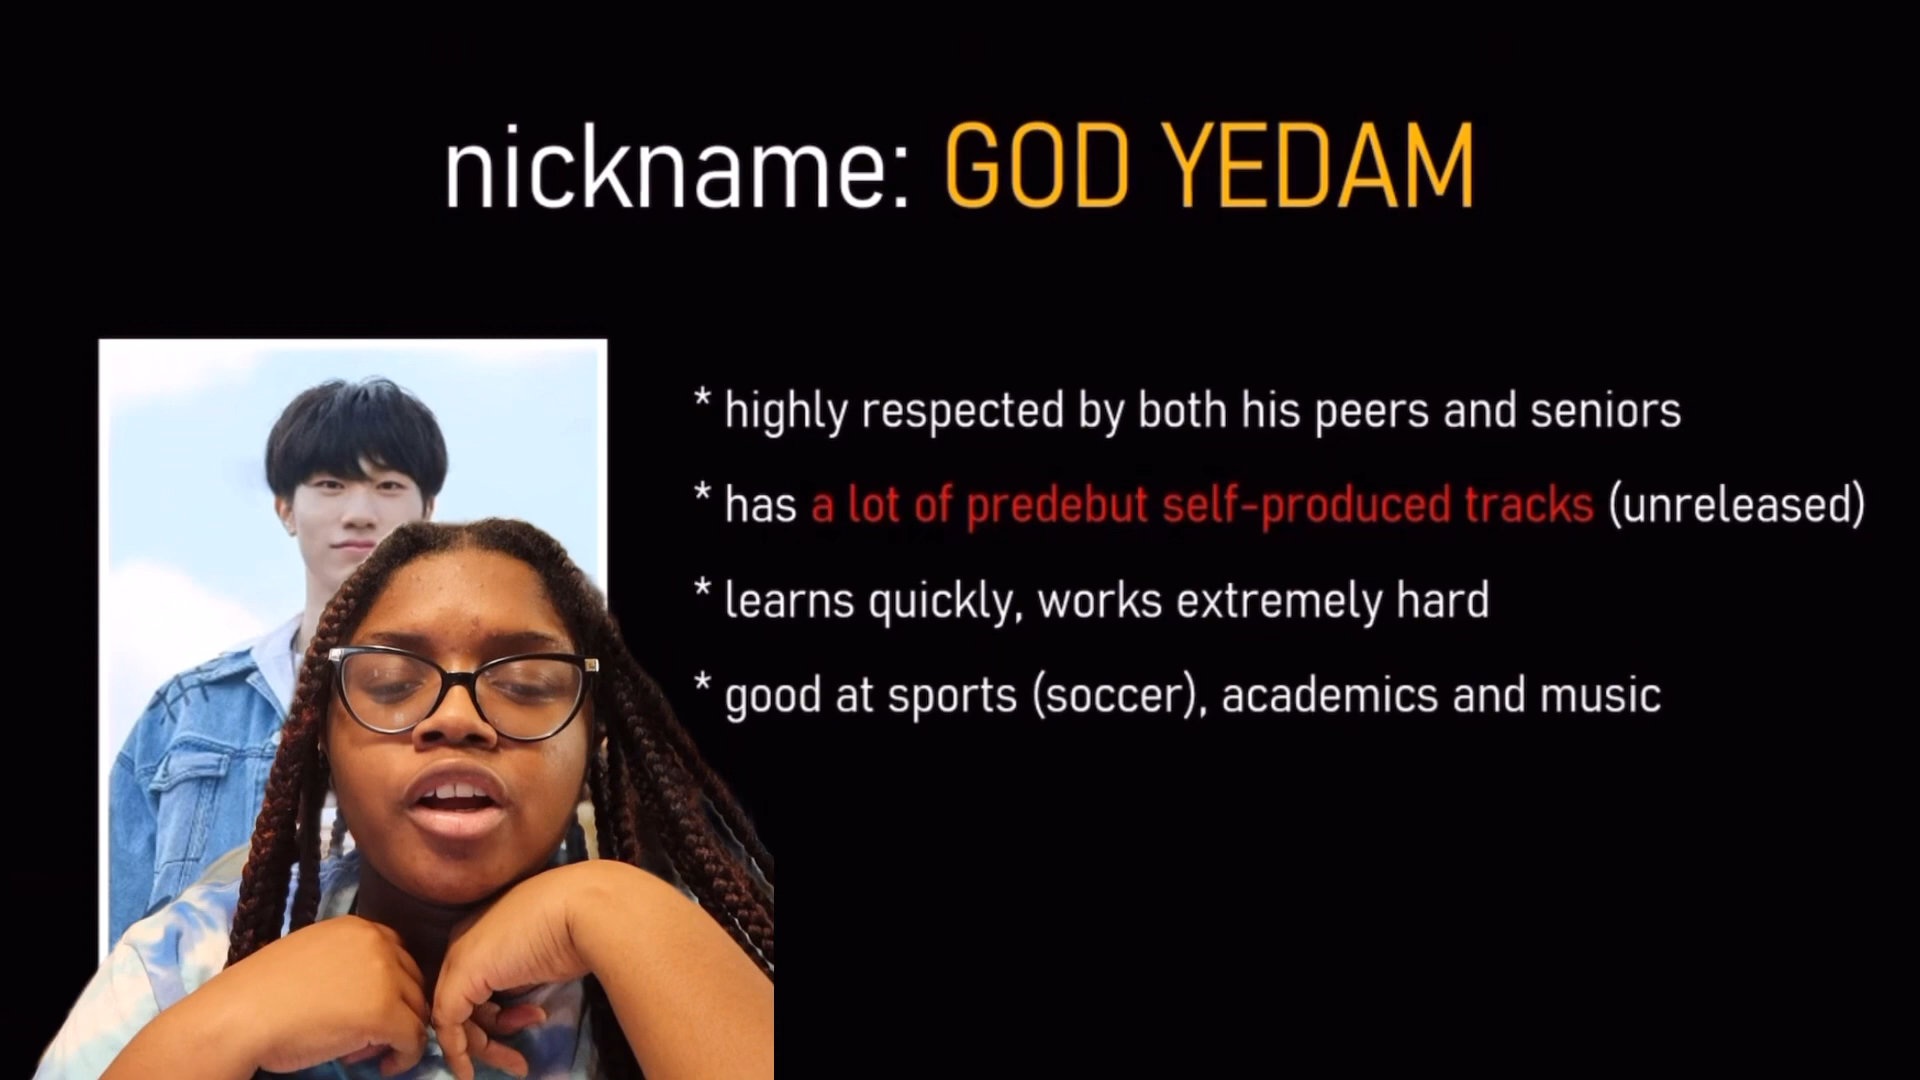 nickname: GOD YEDAM
* highly respected by both his peers and seniors
* has a lot of predebut self-produced tracks (unreleased)
* learns quickly, works extremely hard
* good at sports (soccer), academics and music